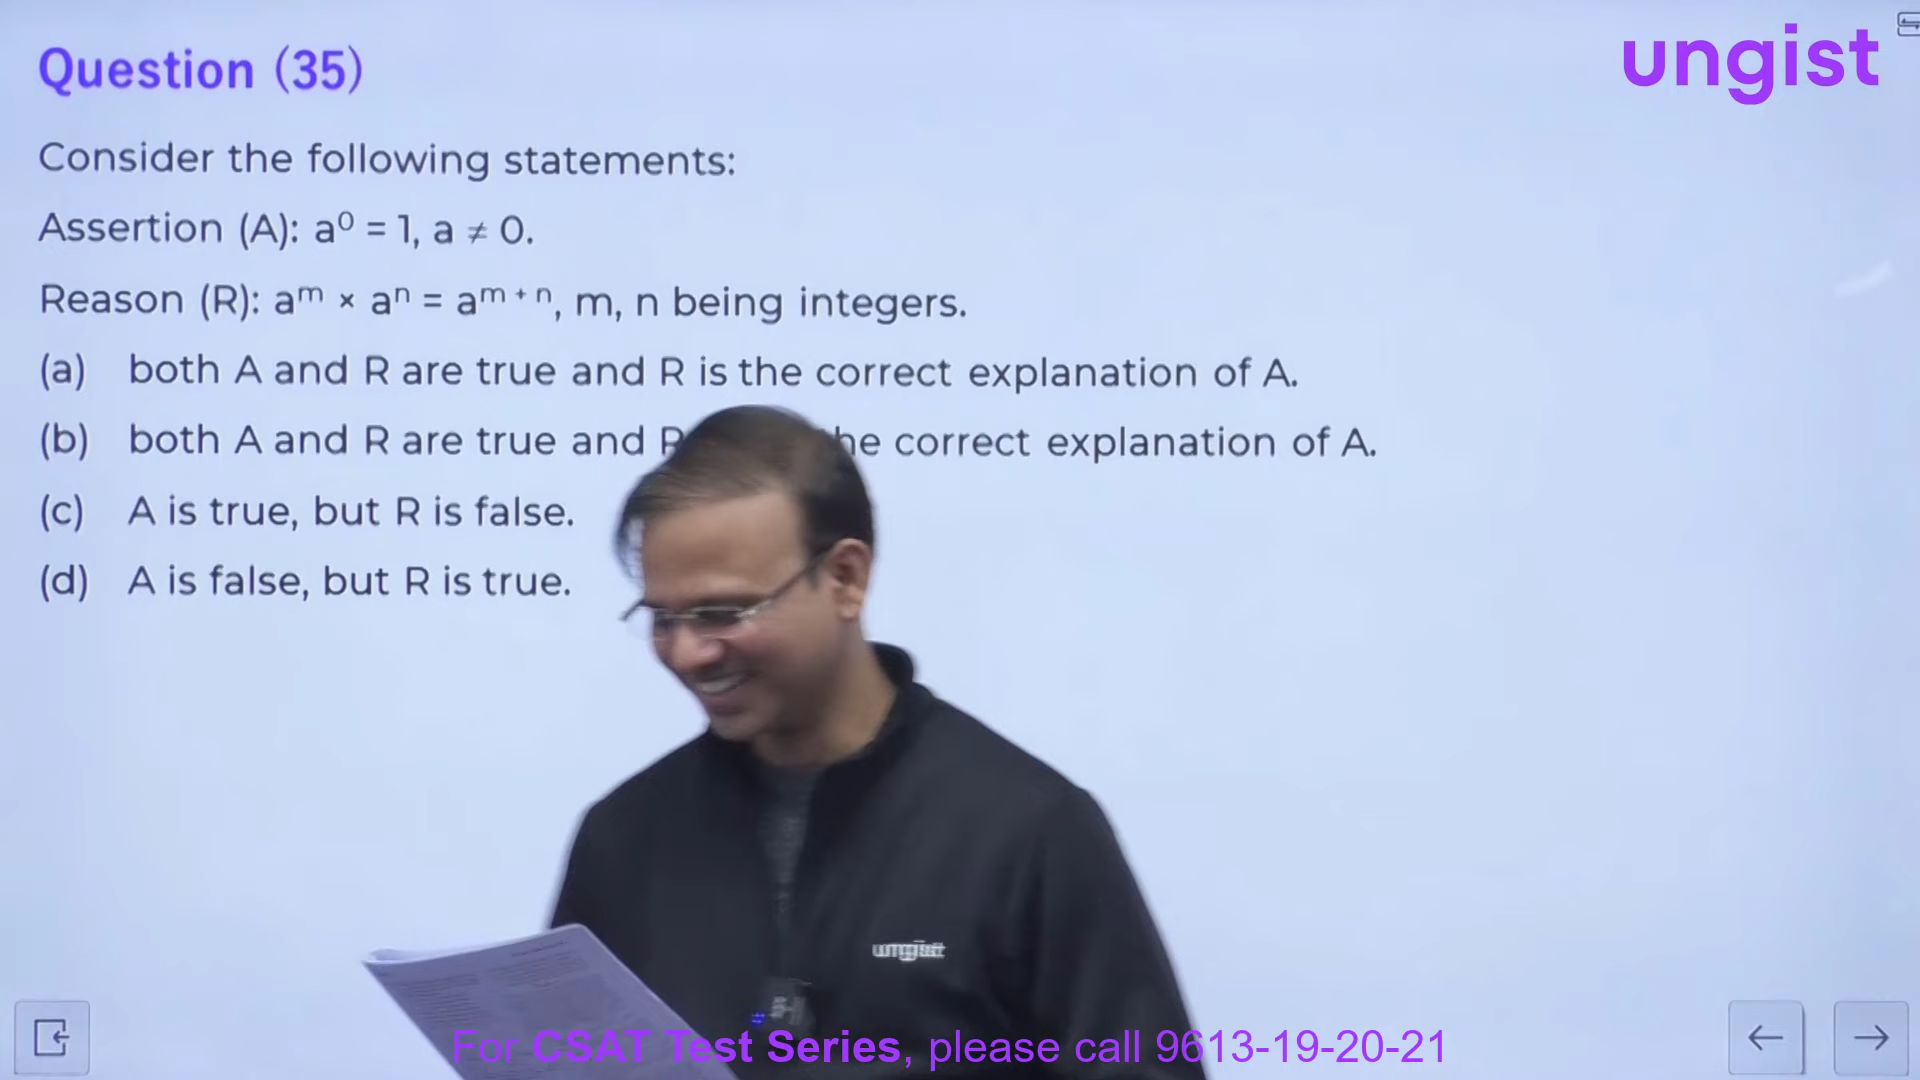 Question (35)
ungist
Consider the following statements:
Assertion (A): a⁰ = 1, a ≠ 0.
Reason (R): aᵐ × aⁿ = aᵐ⁺ⁿ, m, n being integers.
(a) both A and R are true and R is the correct explanation of A.
(b) both A and R are true and he correct explanation of A.
(c) A is true, but R is false.
(d) A is false, but R is true.
ungist
For CSAT Test Series, please call 9613-19-20-21